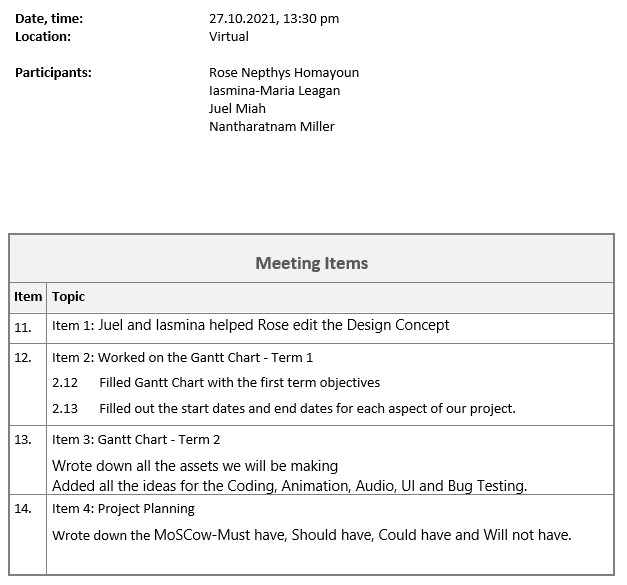 Date, time: 27.10.2021, 13:30 pm
Location: Virtual
Participants: Rose Nepthys Homayoun
Iasmina-Maria Leagan
Juel Miah
Nantharatnam Miller
Meeting Items
Item Topic
11. Item 1: Juel and Iasmina helped Rose edit the Design Concept
12. Item 2: Worked on the Gantt Chart - Term 1
2.12 Filled Gantt Chart with the first term objectives
2.13 Filled out the start dates and end dates for each aspect of our project.
13. Item 3: Gantt Chart - Term 2
Wrote down all the assets we will be making
Added all the ideas for the Coding, Animation, Audio, UI and Bug Testing.
14. Item 4: Project Planning
Wrote down the MoSCow-Must have, Should have, Could have and Will not have.